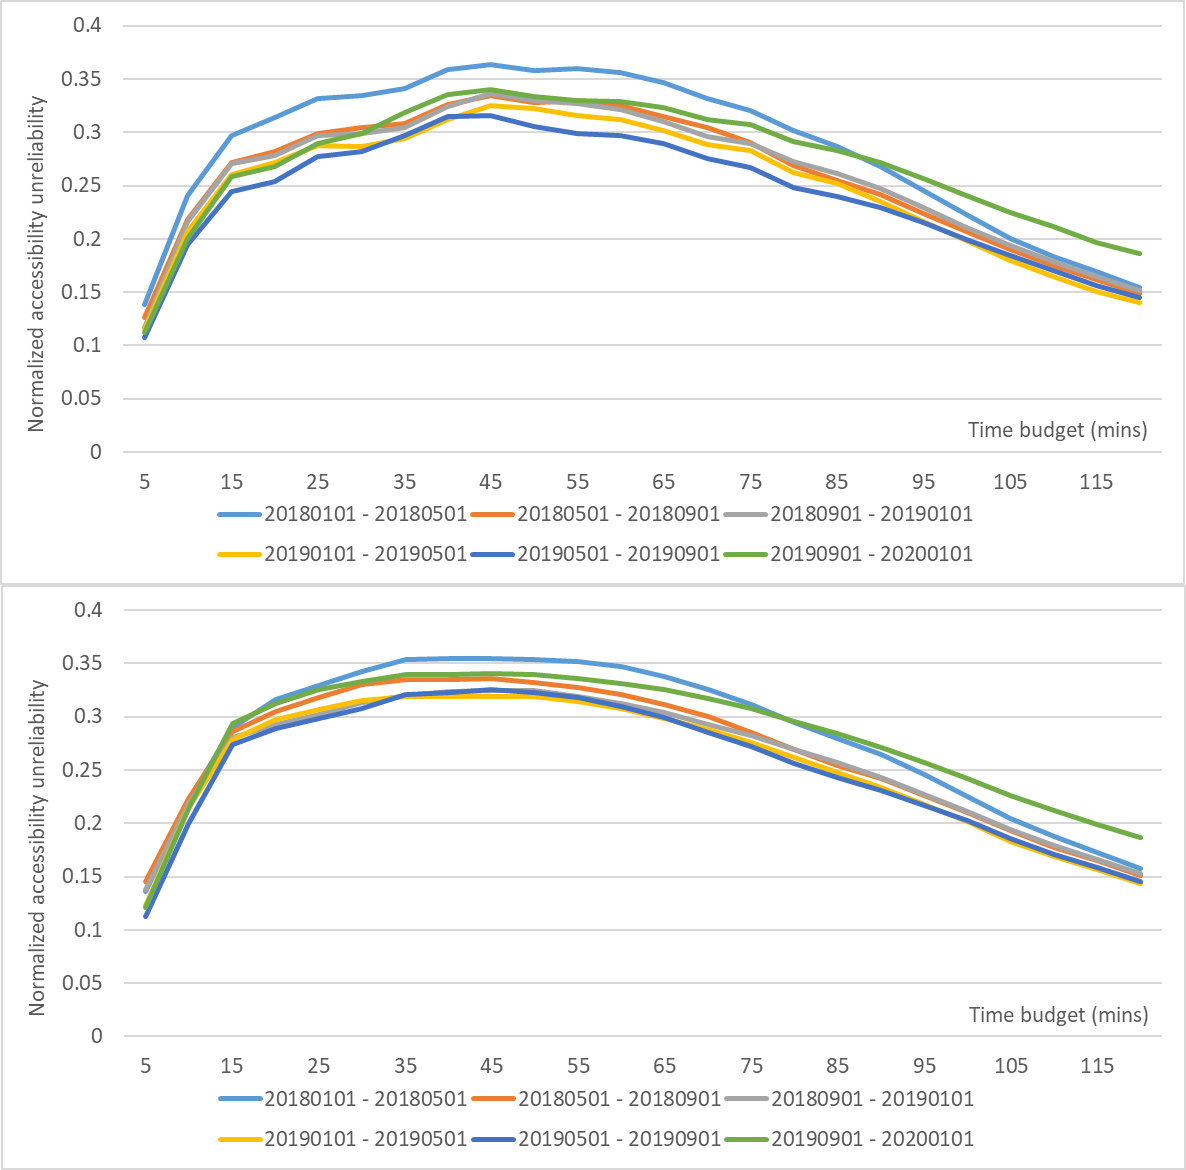 0.4
0.35
0.3
0.25
0.2
0.15
0.1
0.05
0
Normalized accessibility unreliability
Time budget (mins)
5 15 25 35 45 55 65 75 85 95 105 115
20180101 - 20180501 20180501 - 20180901 20180901 - 20190101
20190101 - 20190501 20190501 - 20190901 20190901 - 20200101
0.4
0.35
0.3
0.25
0.2
0.15
0.1
0.05
0
Normalized accessibility unreliability
Time budget (mins)
5 15 25 35 45 55 65 75 85 95 105 115
20180101 - 20180501 20180501 - 20180901 20180901 - 20190101
20190101 - 20190501 20190501 - 20190901 20190901 - 20200101